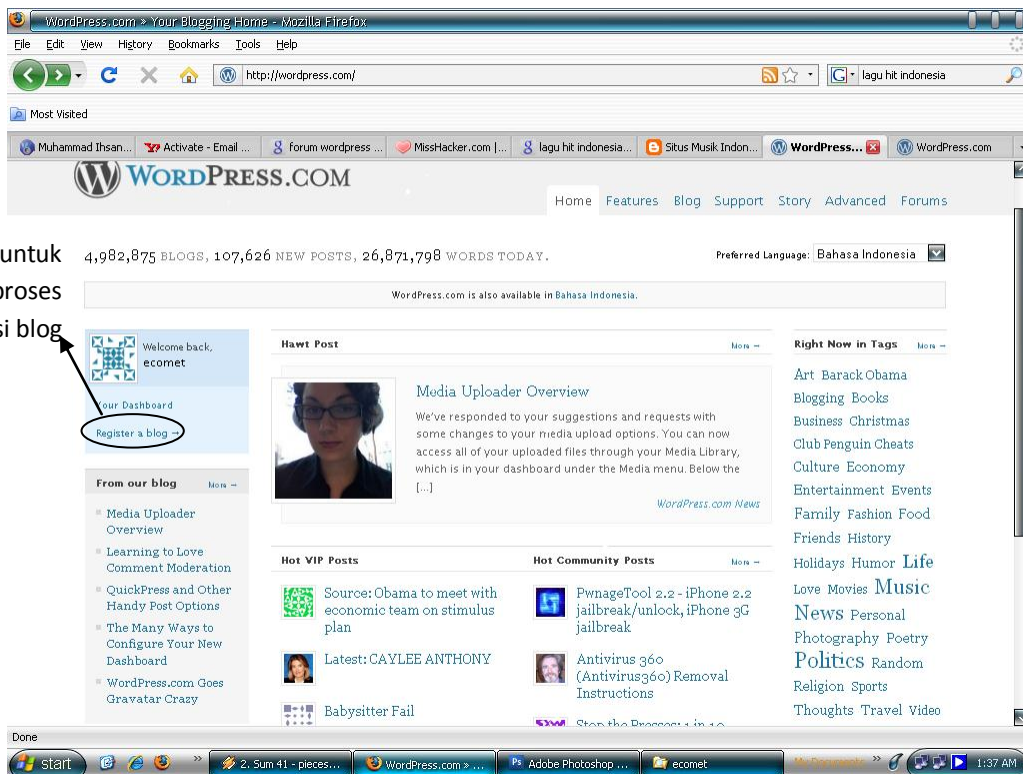 WordPress.com » Your Blogging Home - Mozilla Firefox
File Edit View History Bookmarks Tools Help
http://wordpress.com/
lagu hit indonesia
Most Visited
Muhammad Ihsan... Activate - Email ... forum wordpress ... MissHacker.com |... lagu hit indonesia... Situs Musik Indon... WordPress... WordPress.com
WORDPRESS.COM
Home Features Blog Support Story Advanced Forums
untuk
proses
si blog
4,982,875 BLOGS, 107,626 NEW POSTS, 26,871,798 WORDS TODAY.
Preferred Language: Bahasa Indonesia
WordPress.com is also available in Bahasa Indonesia.
Welcome back,
ecomet
Your Dashboard
Register a blog →
From our blog More →
Media Uploader
Overview
Learning to Love
Comment Moderation
QuickPress and Other
Handy Post Options
The Many Ways to
Configure Your New
Dashboard
WordPress.com Goes
Gravatar Crazy
Hawt Post More →
Media Uploader Overview
We've responded to your suggestions and requests with
some changes to your media upload options. You can now
access all of your uploaded files through your Media Library,
which is in your dashboard under the Media menu. Below the
[...]
WordPress.com News
Hot VIP Posts
Source: Obama to meet with
economic team on stimulus
plan
Latest: CAYLEE ANTHONY
Babysitter Fail
Hot Community Posts More →
PwnageTool 2.2 - iPhone 2.2
jailbreak/unlock, iPhone 3G
jailbreak
Antivirus 360
(Antivirus360) Removal
Instructions
Stop the Presses: 1 in 10
Right Now in Tags More →
Art Barack Obama
Blogging Books
Business Christmas
Club Penguin Cheats
Culture Economy
Entertainment Events
Family Fashion Food
Friends History
Holidays Humor Life
Love Movies Music
News Personal
Photography Poetry
Politics Random
Religion Sports
Thoughts Travel Video
Done
start 2. Sum 41 - pieces... WordPress.com » ... Adobe Photoshop ... ecomet My Documents » 1:37 AM